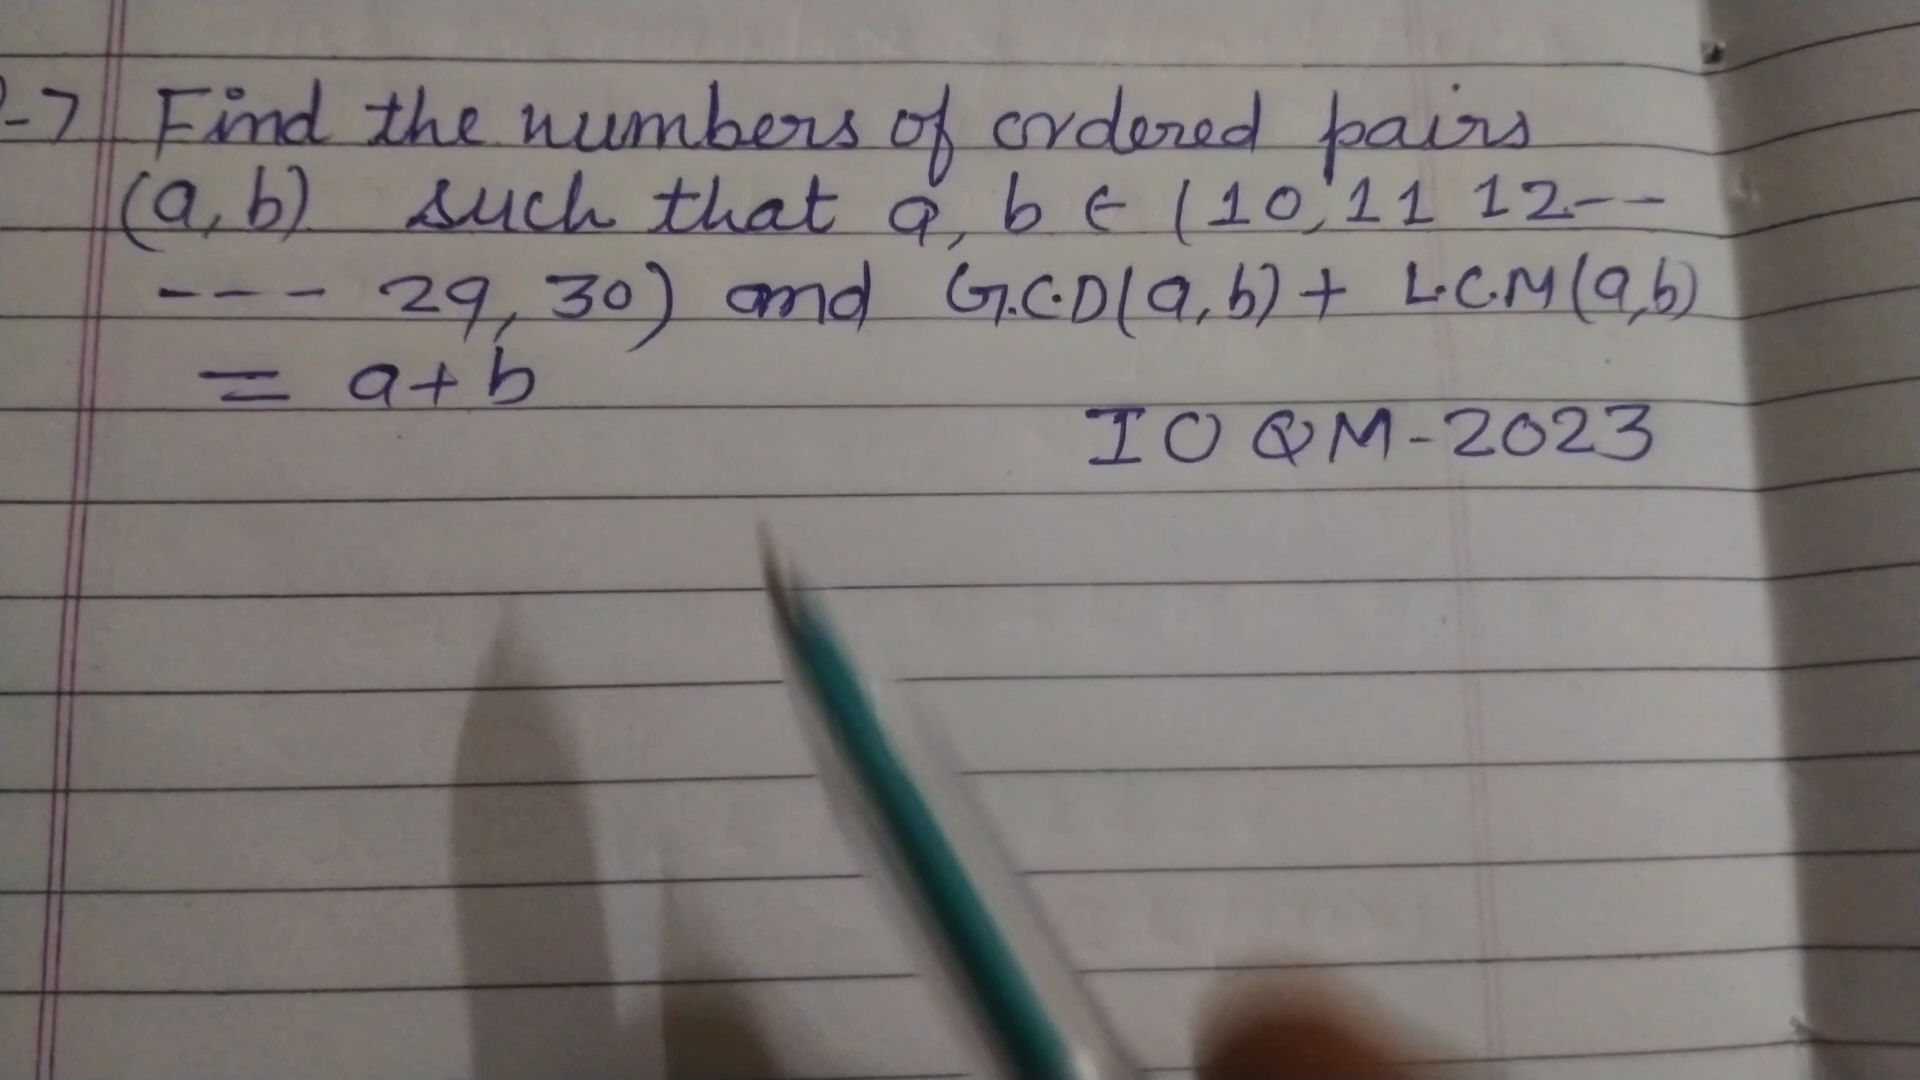 -7 Find the numbers of ordered pairs
(a, b) such that a, b ∈ (10, 11 12--
--- 29, 30) and G.C.D(a, b) + L.C.M(a,b)
= a+b
IOQM-2023